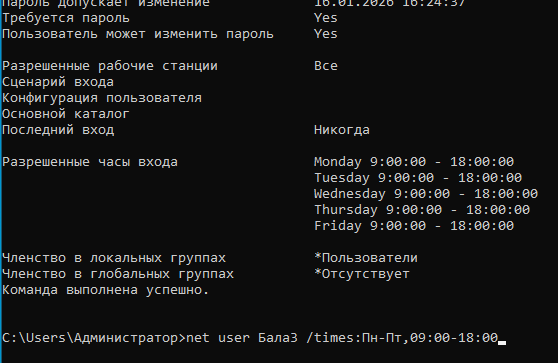 Пароль допускает изменение 16.01.2026 16:24:37
Требуется пароль Yes
Пользователь может изменить пароль Yes
Разрешенные рабочие станции Все
Сценарий входа
Конфигурация пользователя
Основной каталог
Последний вход Никогда
Разрешенные часы входа Monday 9:00:00 - 18:00:00
Tuesday 9:00:00 - 18:00:00
Wednesday 9:00:00 - 18:00:00
Thursday 9:00:00 - 18:00:00
Friday 9:00:00 - 18:00:00
Членство в локальных группах *Пользователи
Членство в глобальных группах *Отсутствует
Команда выполнена успешно.
C:\Users\Администратор>net user Бала3 /times:Пн-Пт,09:00-18:00